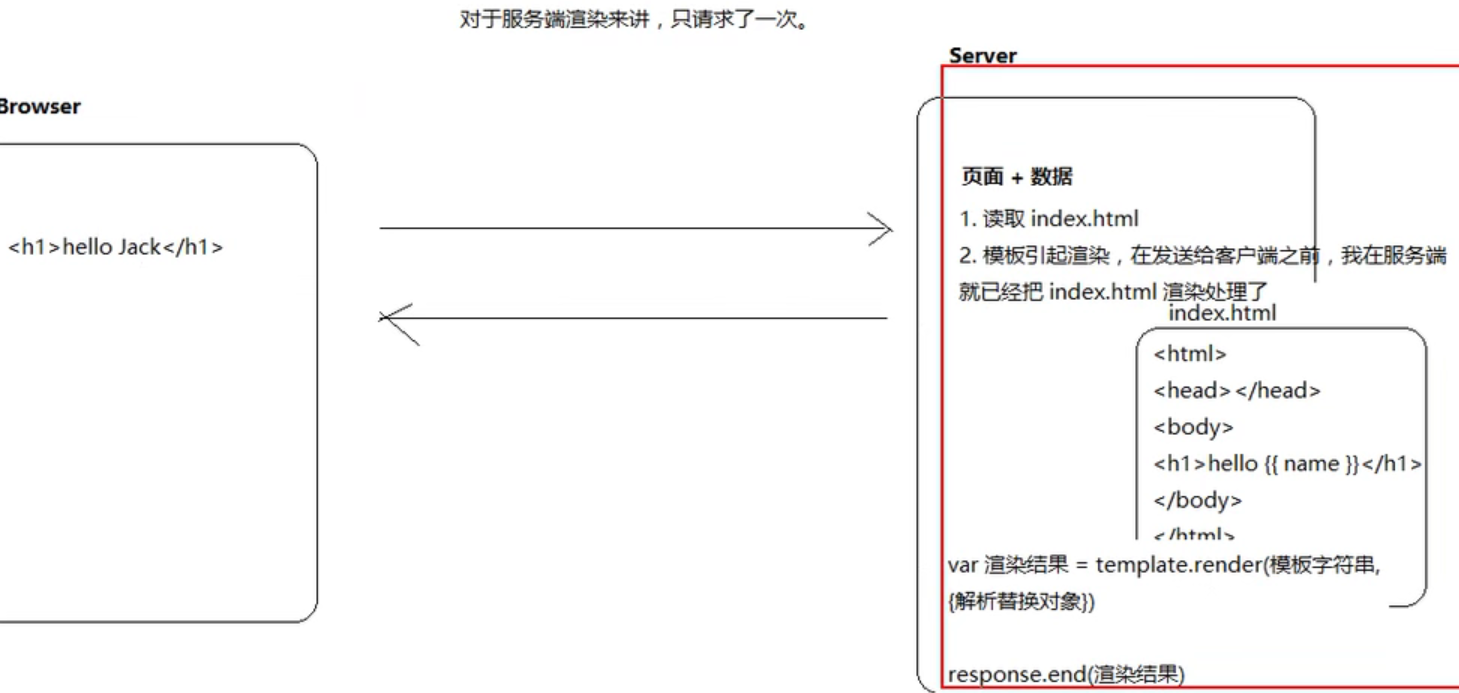 对于服务端渲染来讲，只请求了一次。
Server
Browser
页面 + 数据
1. 读取 index.html
<h1>hello Jack</h1>
2. 模板引起渲染，在发送给客户端之前，我在服务端
就已经把 index.html 渲染处理了
index.html
<html>
<head></head>
<body>
<h1>hello {{ name }}</h1>
</body>
</html>
var 渲染结果 = template.render(模板字符串,
{解析替换对象})
response.end(渲染结果)